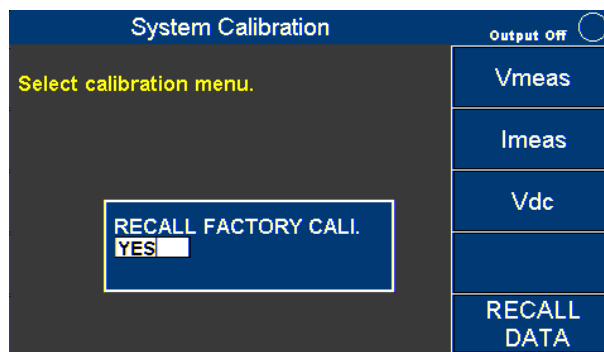 System Calibration
Output Off
Select calibration menu.
Vmeas
Imeas
Vdc
RECALL FACTORY CALI.
YES
RECALL
DATA